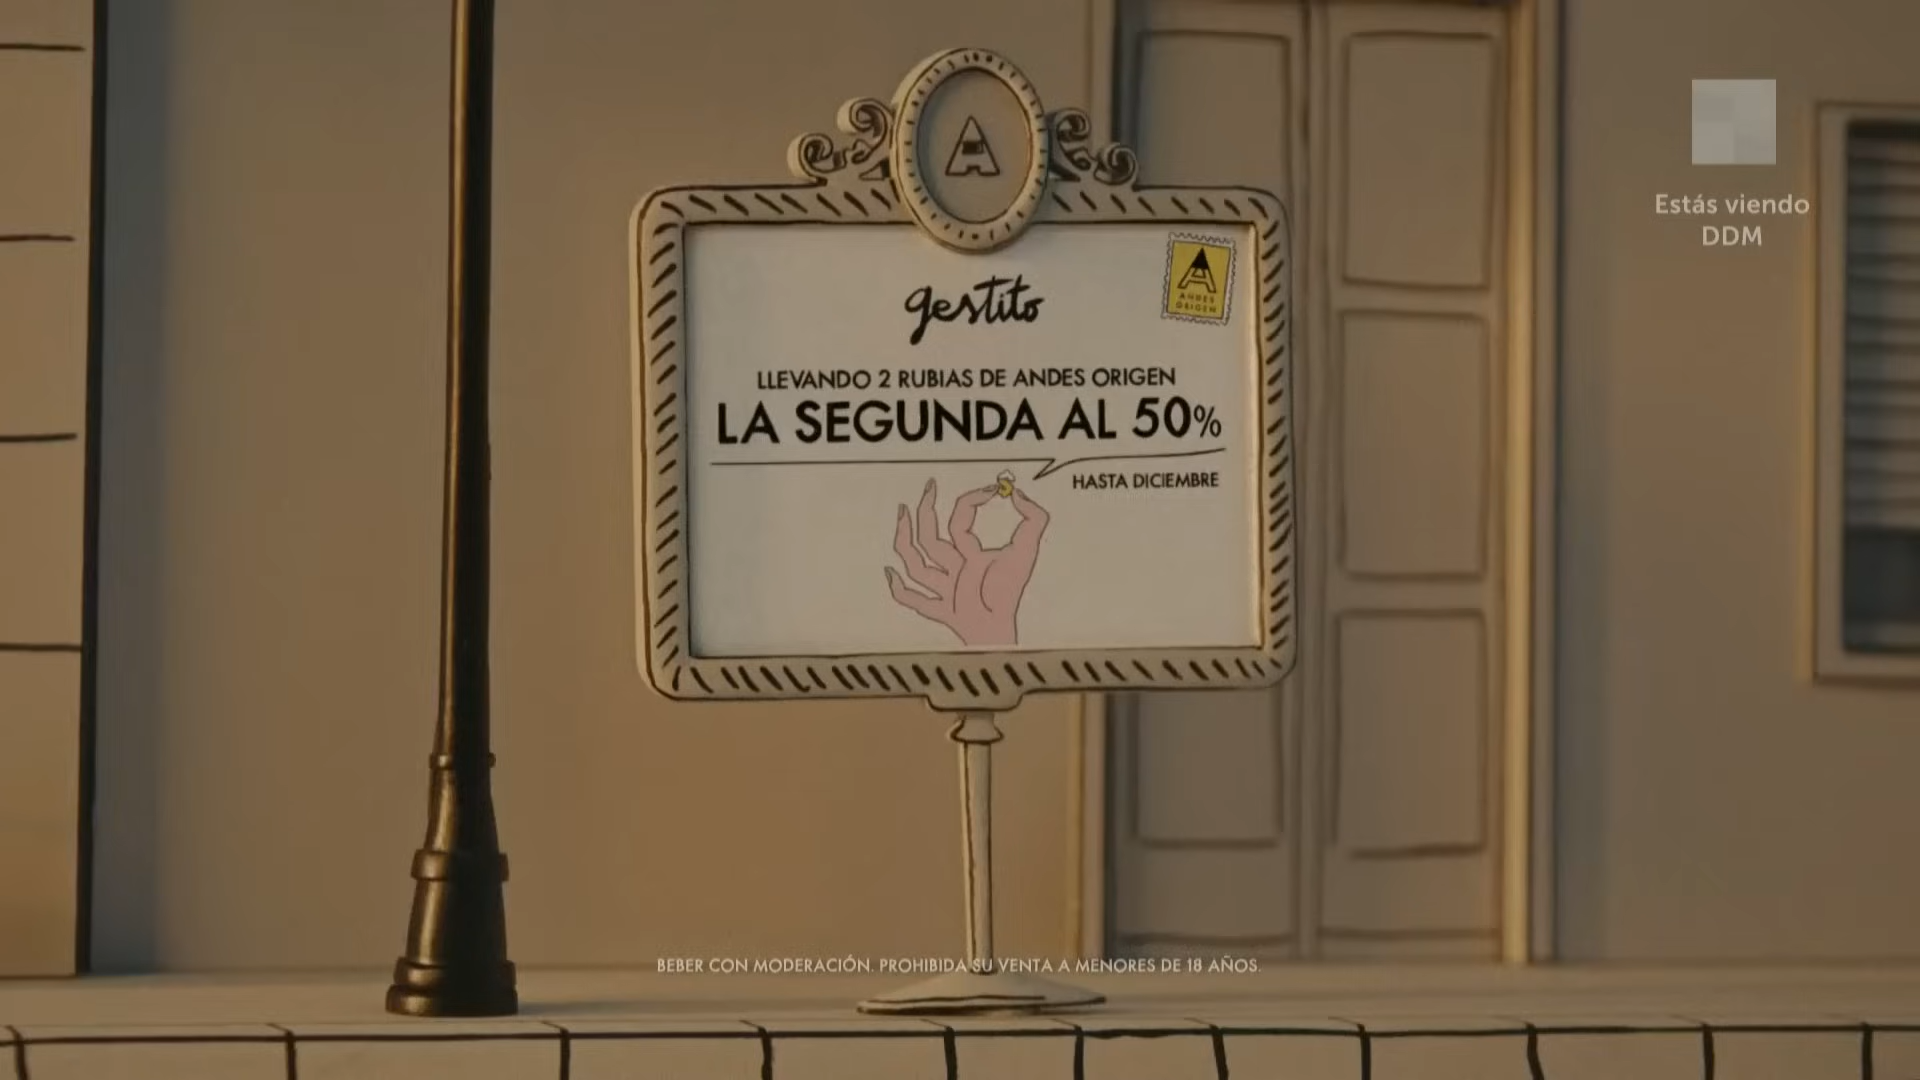 Estás viendo
DDM
A
A
ANDES
ORIGEN
gestito
LLEVANDO 2 RUBIAS DE ANDES ORIGEN
LA SEGUNDA AL 50%
HASTA DICIEMBRE
BEBER CON MODERACIÓN. PROHIBIDA SU VENTA A MENORES DE 18 AÑOS.